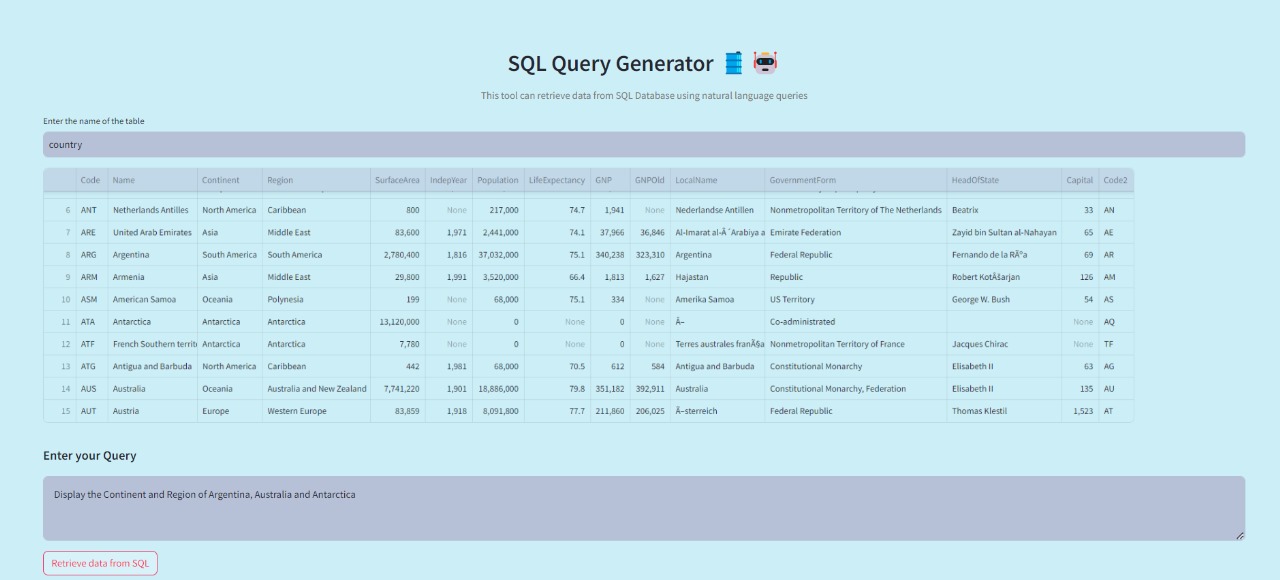 SQL Query Generator
This tool can retrieve data from SQL Database using natural language queries
Enter the name of the table
country
Code Name Continent Region SurfaceArea IndepYear Population LifeExpectancy GNP GNPOld LocalName GovernmentForm HeadOfState Capital Code2
6 ANT Netherlands Antilles North America Caribbean 800 None 217,000 74.7 1,941 None Nederlandse Antillen Nonmetropolitan Territory of The Netherlands Beatrix 33 AN
7 ARE United Arab Emirates Asia Middle East 83,600 1,971 2,441,000 74.1 37,966 36,846 Al-Imarat al-Â´Arabiya a Emirate Federation Zayid bin Sultan al-Nahayan 65 AE
8 ARG Argentina South America South America 2,780,400 1,816 37,032,000 75.1 340,238 323,310 Argentina Federal Republic Fernando de la RÃºa 69 AR
9 ARM Armenia Asia Middle East 29,800 1,991 3,520,000 66.4 1,813 1,627 Hajastan Republic Robert KotÅ¡arjan 126 AM
10 ASM American Samoa Oceania Polynesia 199 None 68,000 75.1 334 None Amerika Samoa US Territory George W. Bush 54 AS
11 ATA Antarctica Antarctica Antarctica 13,120,000 None 0 None 0 None Ã– Co-administrated None AQ
12 ATF French Southern territo Antarctica Antarctica 7,780 None 0 None 0 None Terres australes franÃ§a Nonmetropolitan Territory of France Jacques Chirac None TF
13 ATG Antigua and Barbuda North America Caribbean 442 1,981 68,000 70.5 612 584 Antigua and Barbuda Constitutional Monarchy Elisabeth II 63 AG
14 AUS Australia Oceania Australia and New Zealand 7,741,220 1,901 18,886,000 79.8 351,182 392,911 Australia Constitutional Monarchy, Federation Elisabeth II 135 AU
15 AUT Austria Europe Western Europe 83,859 1,918 8,091,800 77.7 211,860 206,025 Ã–sterreich Federal Republic Thomas Klestil 1,523 AT
Enter your Query
Display the Continent and Region of Argentina, Australia and Antarctica
Retrieve data from SQL